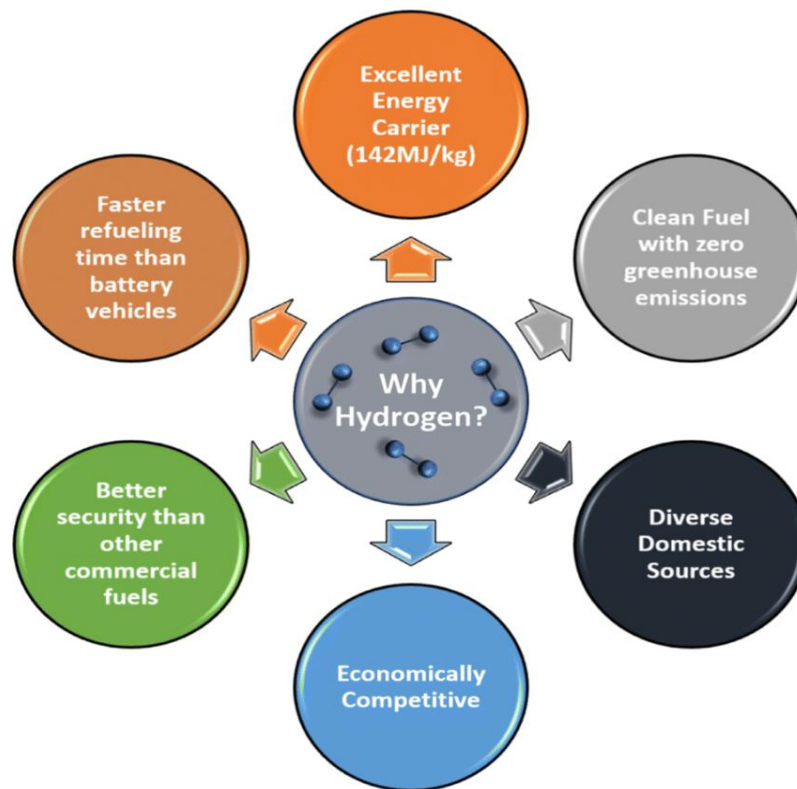 Excellent
Energy
Carrier
(142MJ/kg)
Faster
refueling
time than
battery
vehicles
Clean Fuel
with zero
greenhouse
emissions
Why
Hydrogen?
Better
security than
other
commercial
fuels
Diverse
Domestic
Sources
Economically
Competitive